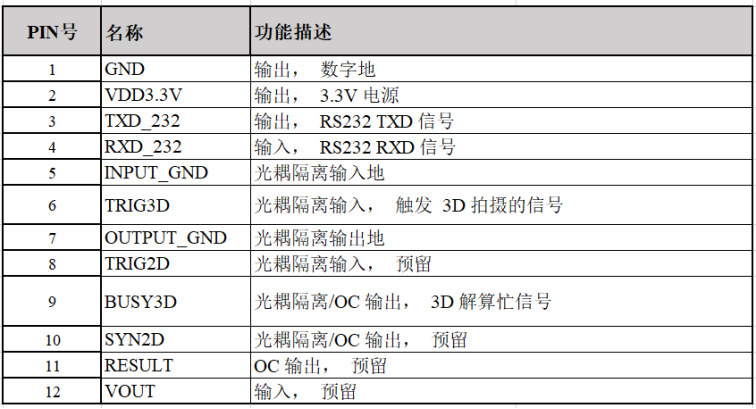 PIN号 名称 功能描述
1 GND 输出， 数字地
2 VDD3.3V 输出， 3.3V 电源
3 TXD_232 输出， RS232 TXD 信号
4 RXD_232 输入， RS232 RXD 信号
5 INPUT_GND 光耦隔离输入地
6 TRIG3D 光耦隔离输入， 触发 3D 拍摄的信号
7 OUTPUT_GND 光耦隔离输出地
8 TRIG2D 光耦隔离输入， 预留
9 BUSY3D 光耦隔离/OC 输出， 3D 解算忙信号
10 SYN2D 光耦隔离/OC 输出， 预留
11 RESULT OC 输出， 预留
12 VOUT 输入， 预留